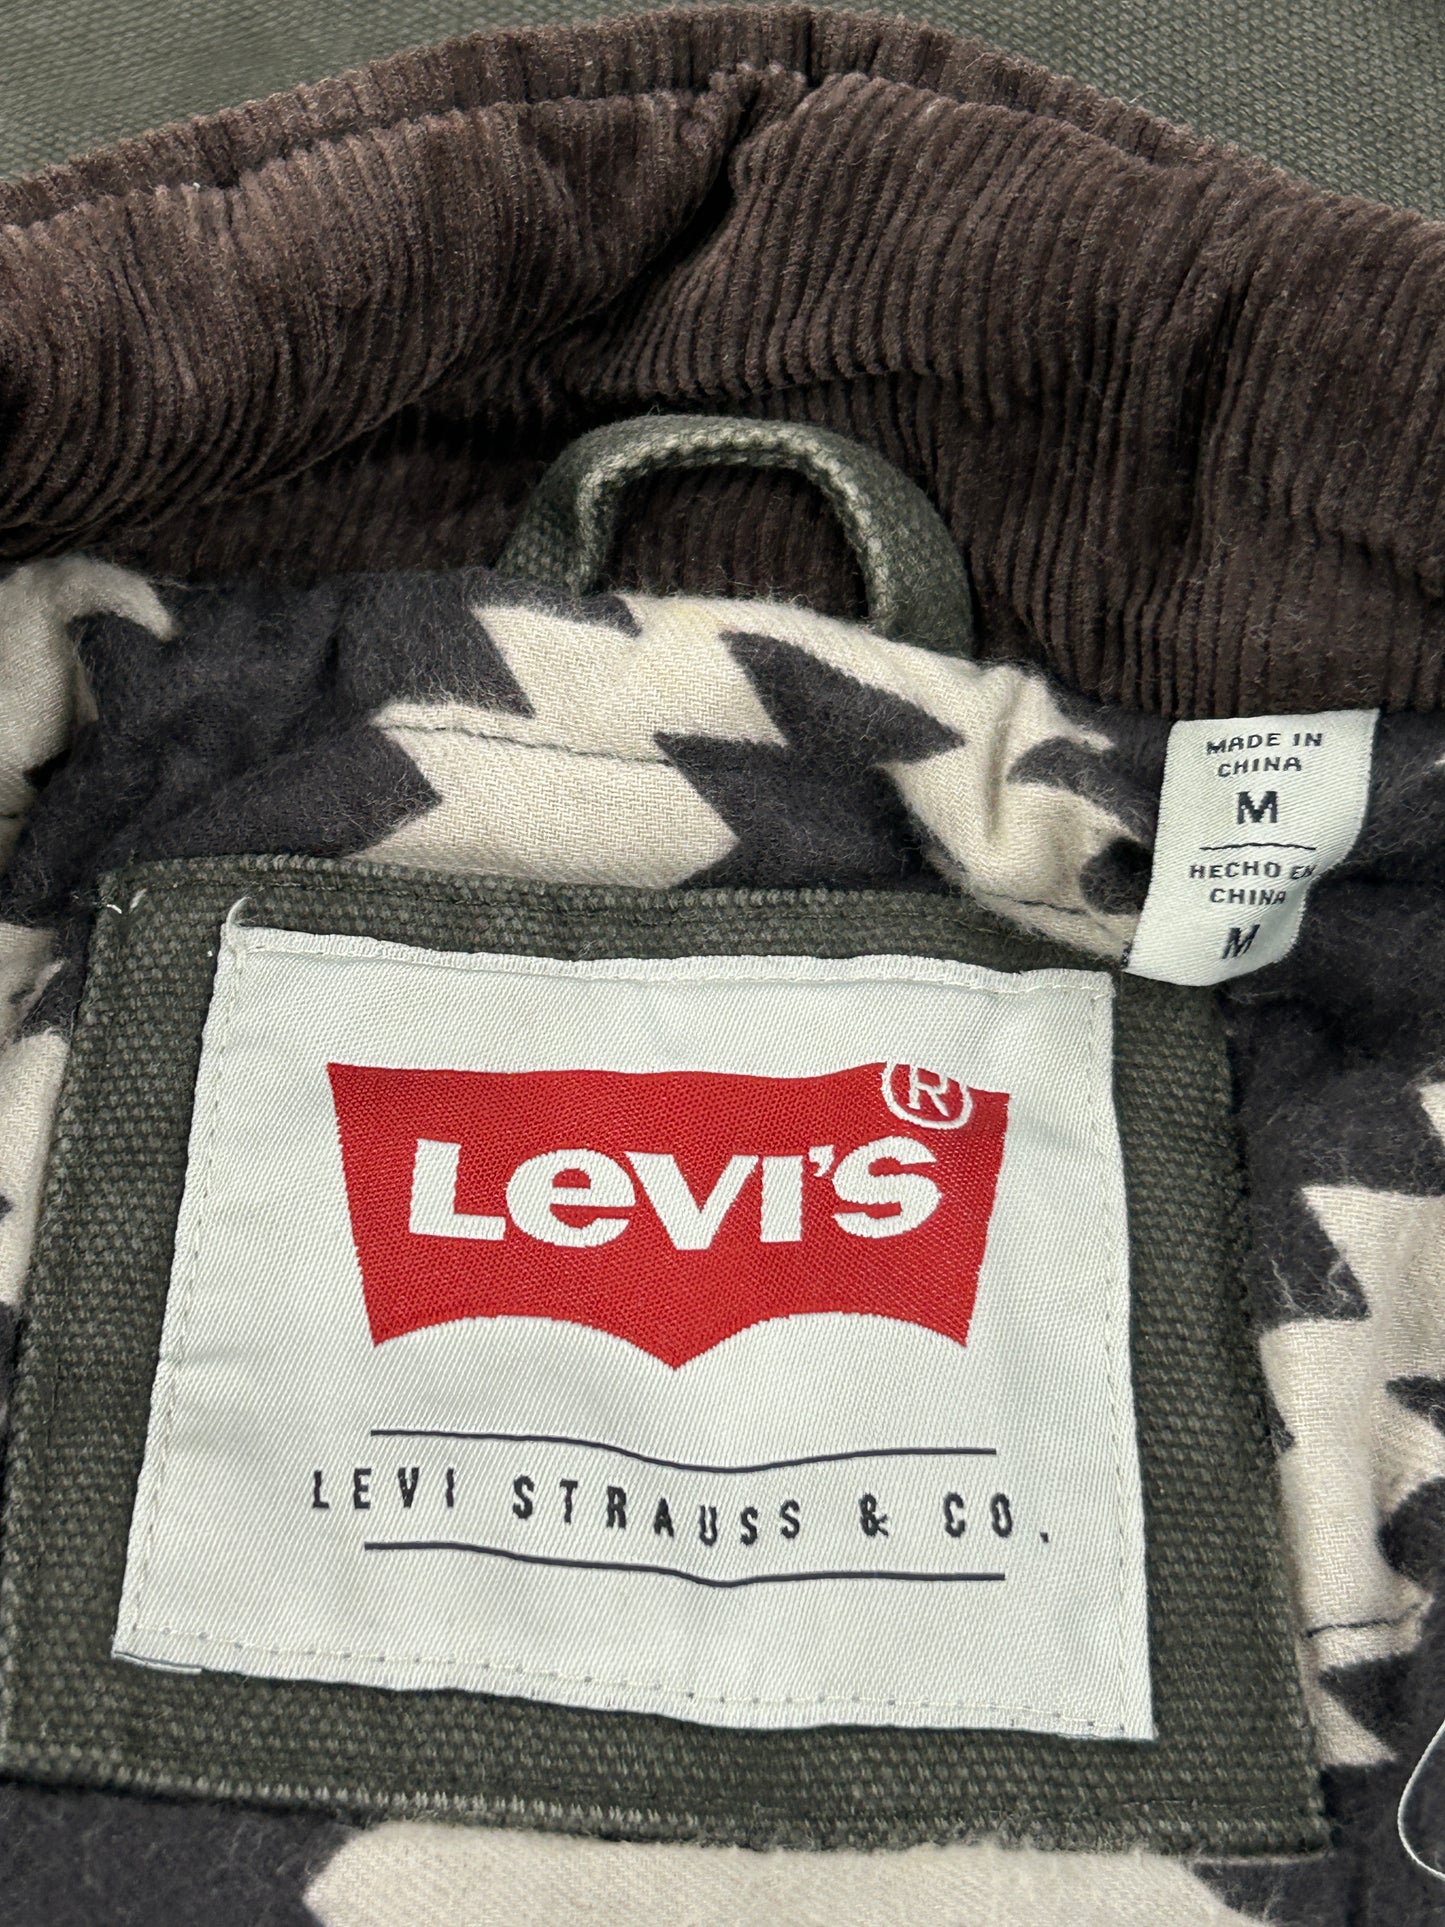 MADE IN
CHINA
M
HECHO EN
CHINA
M
LEVI'S®
LEVI STRAUSS & CO.